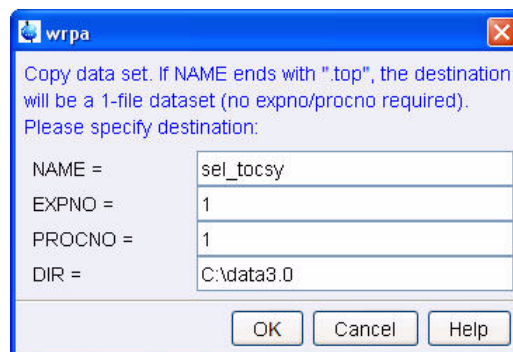 wrpa
Copy data set. If NAME ends with ".top", the destination
will be a 1-file dataset (no expno/procno required).
Please specify destination:
NAME = sel_tocsy
EXPNO = 1
PROCNO = 1
DIR = C:\data3.0
OK Cancel Help